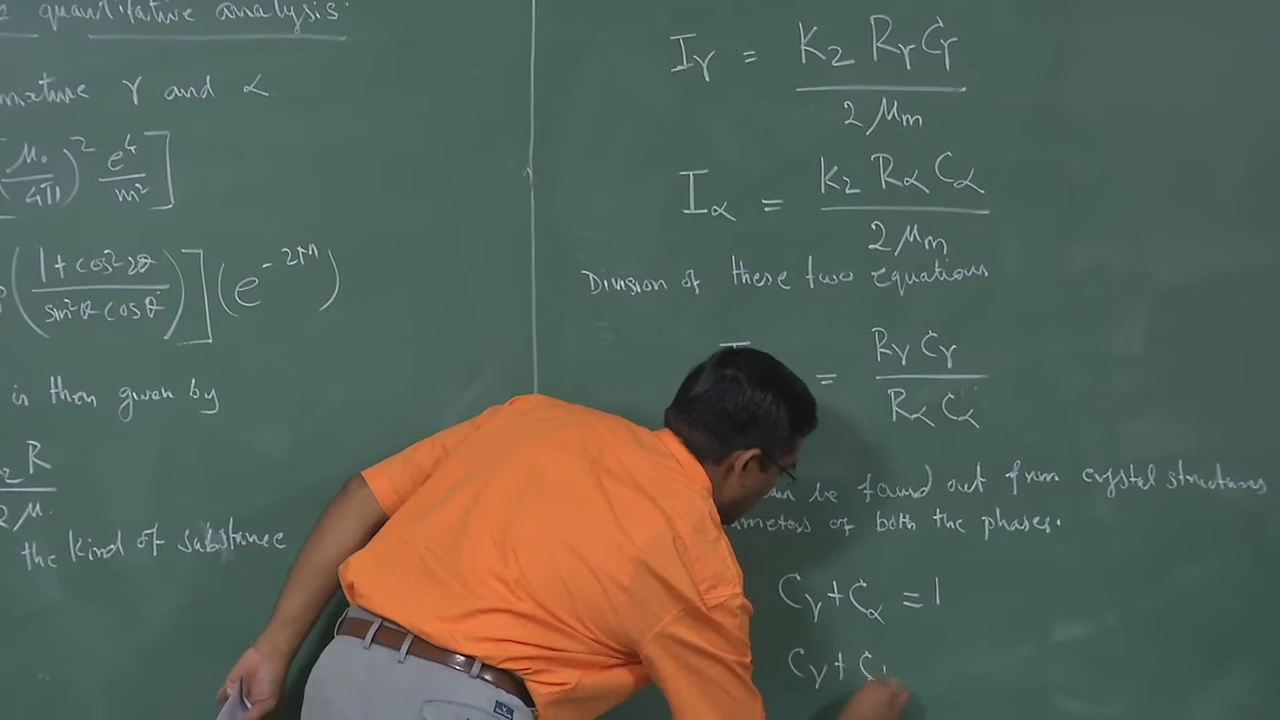 quantitative analysis
mixture γ and α
(μ₀/4π)² e⁴/m² ]
(1 + cos²2θ / sin²θ cosθ)] (e^-2M)
is then given by
K₂ R / 2μ
the kind of substance
Iγ = K₂ Rγ Cγ / 2μm
Iα = K₂ Rα Cα / 2μm
Division of these two equations
= Rγ Cγ / Rα Cα
can be found out from crystal structures
of both the phases.
Cγ + Cα = 1
Cγ + C